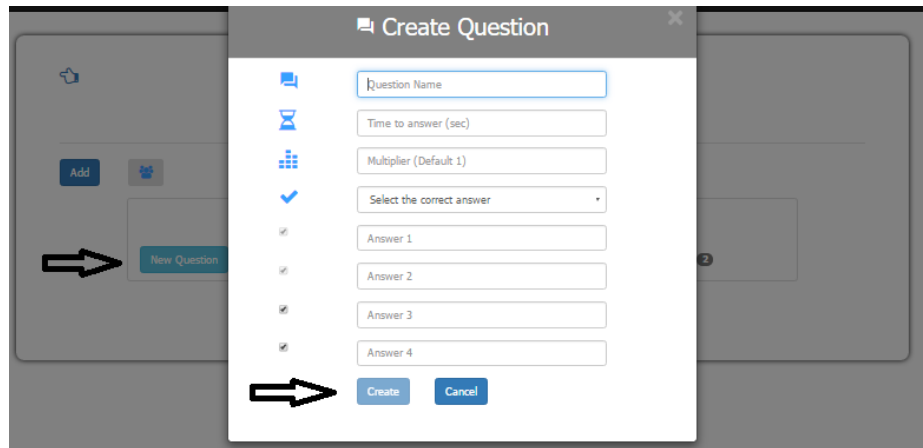 Create Question
×
Question Name
Time to answer (sec)
Multiplier (Default 1)
Add
Select the correct answer
Answer 1
New Question
2
Answer 2
Answer 3
Answer 4
Create
Cancel